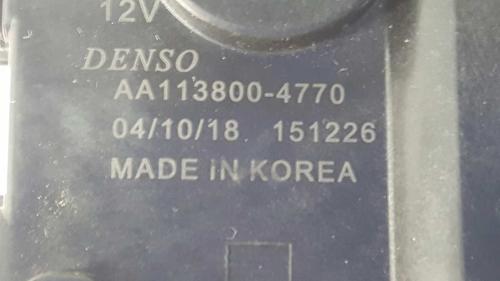 12V
DENSO
AA113800-4770
04/10/18 151226
MADE iN KOREA